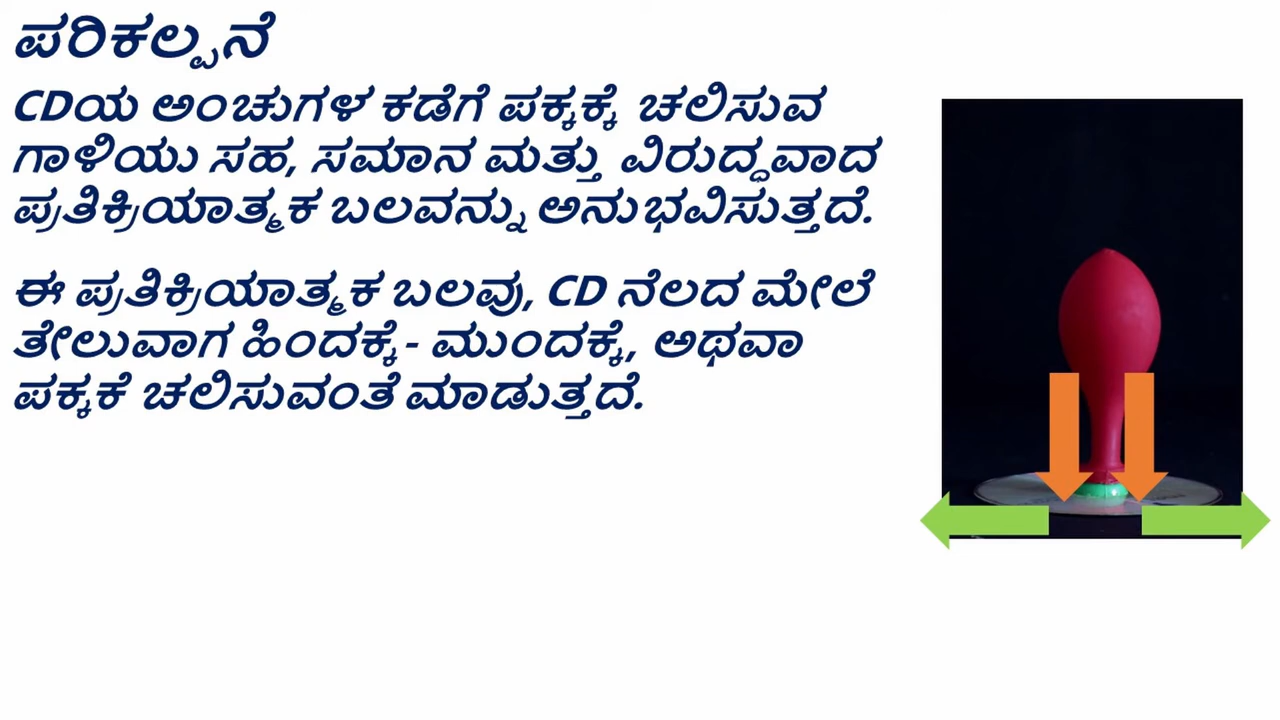 ಪರಿಕಲ್ಪನೆ
CDಯ ಅಂಚುಗಳ ಕಡೆಗೆ ಪಕ್ಕಕ್ಕೆ ಚಲಿಸುವ
ಗಾಳಿಯು ಸಹ, ಸಮಾನ ಮತ್ತು ವಿರುದ್ಧವಾದ
ಪ್ರತಿಕ್ರಿಯಾತ್ಮಕ ಬಲವನ್ನು ಅನುಭವಿಸುತ್ತದೆ.
ಈ ಪ್ರತಿಕ್ರಿಯಾತ್ಮಕ ಬಲವು, CD ನೆಲದ ಮೇಲೆ
ತೇಲುವಾಗ ಹಿಂದಕ್ಕೆ- ಮುಂದಕ್ಕೆ, ಅಥವಾ
ಪಕ್ಕಕೆ ಚಲಿಸುವಂತೆ ಮಾಡುತ್ತದೆ.